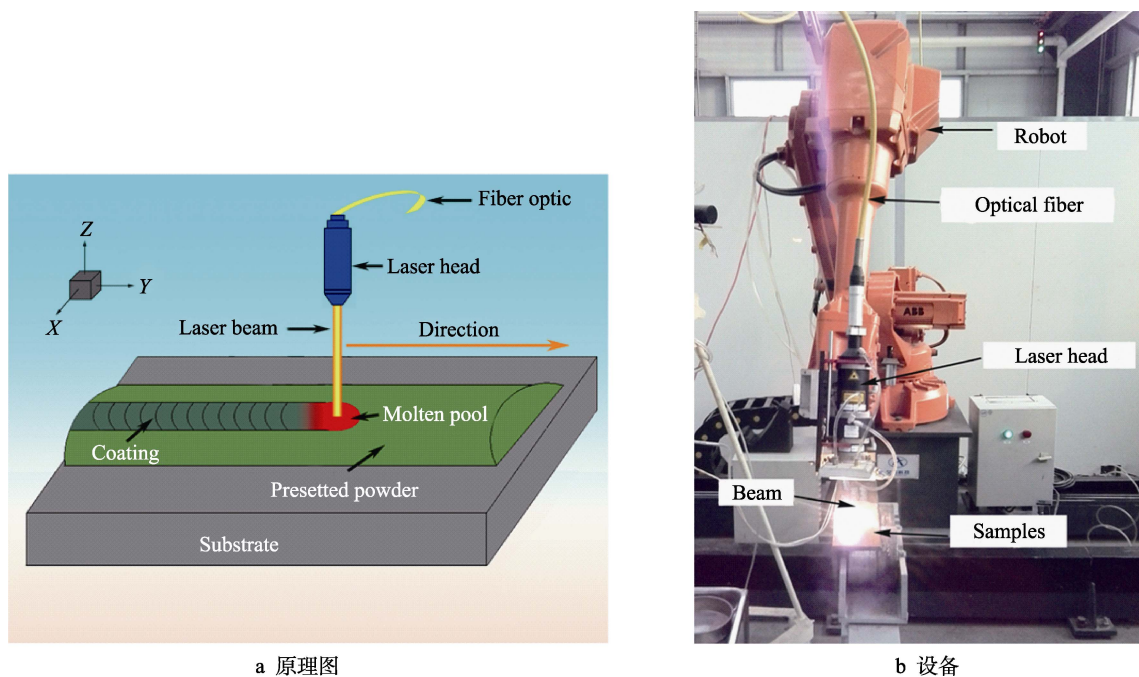 Fiber optic
Z
Y
X
Laser head
Laser beam
Direction
Molten pool
Coating
Presetted powder
Substrate
a 原理图
Robot
Optical fiber
ABB
Laser head
Beam
Samples
b 设备